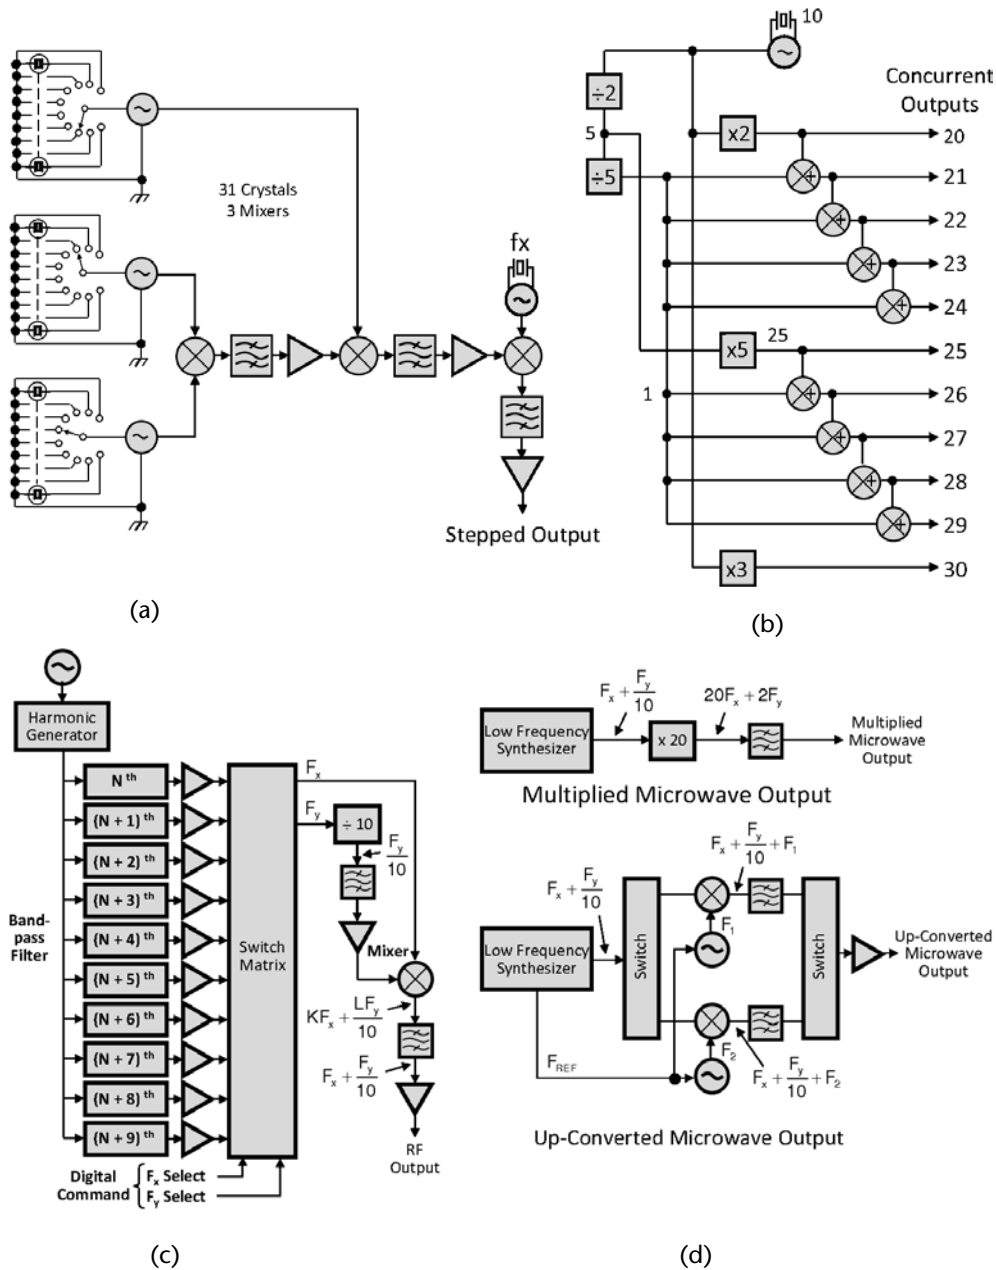 31 Crystals
3 Mixers
fx
Stepped Output
(a)
10
Concurrent
Outputs
÷2
5
÷5
x2
20
21
22
23
24
x5
25
25
1
26
27
28
29
x3
30
(b)
Harmonic
Generator
N th
(N + 1) th
(N + 2) th
(N + 3) th
(N + 4) th
(N + 5) th
(N + 6) th
(N + 7) th
(N + 8) th
(N + 9) th
Band-
pass
Filter
Switch
Matrix
Fx
Fy
÷ 10
Fy/10
Mixer
KFx + LFy/10
Fx + Fy/10
RF
Output
Digital
Command
Fx Select
Fy Select
(c)
Low Frequency
Synthesizer
Fx + Fy/10
x 20
20Fx + 2Fy
Multiplied
Microwave
Output
Multiplied Microwave Output
Low Frequency
Synthesizer
Fx + Fy/10
Switch
F1
Fx + Fy/10 + F1
F2
Fx + Fy/10 + F2
FREF
Switch
Up-Converted
Microwave
Output
Up-Converted Microwave Output
(d)